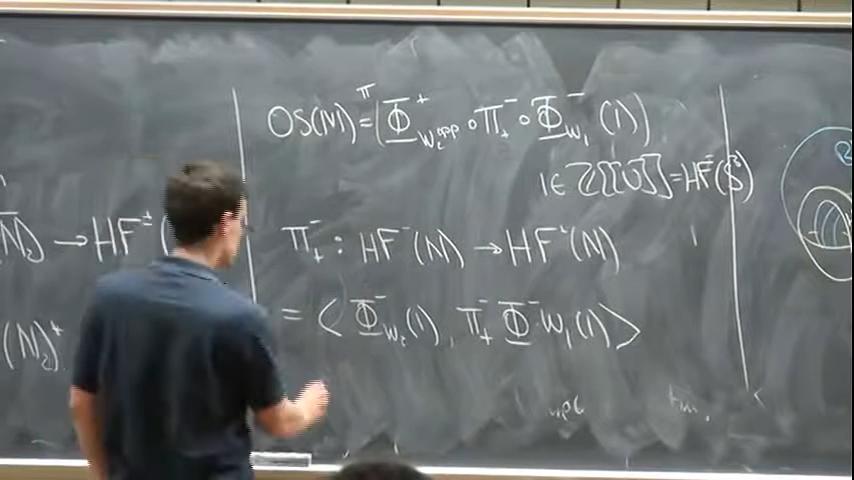 OS(M) = π(Φ⁺_{W₂^{opp}} ∘ π₊⁻ ∘ Φ⁻_{W₁}(1))
1 ∈ Z[[U]] = HF⁻(S³)
N) → HF⁺(
π₊⁻ : HF⁻(N) → HF⁺(N)
= < Φ⁻_{W₂}(1), π₊⁻ Φ⁻_{W₁}(1) >
(N)⁺